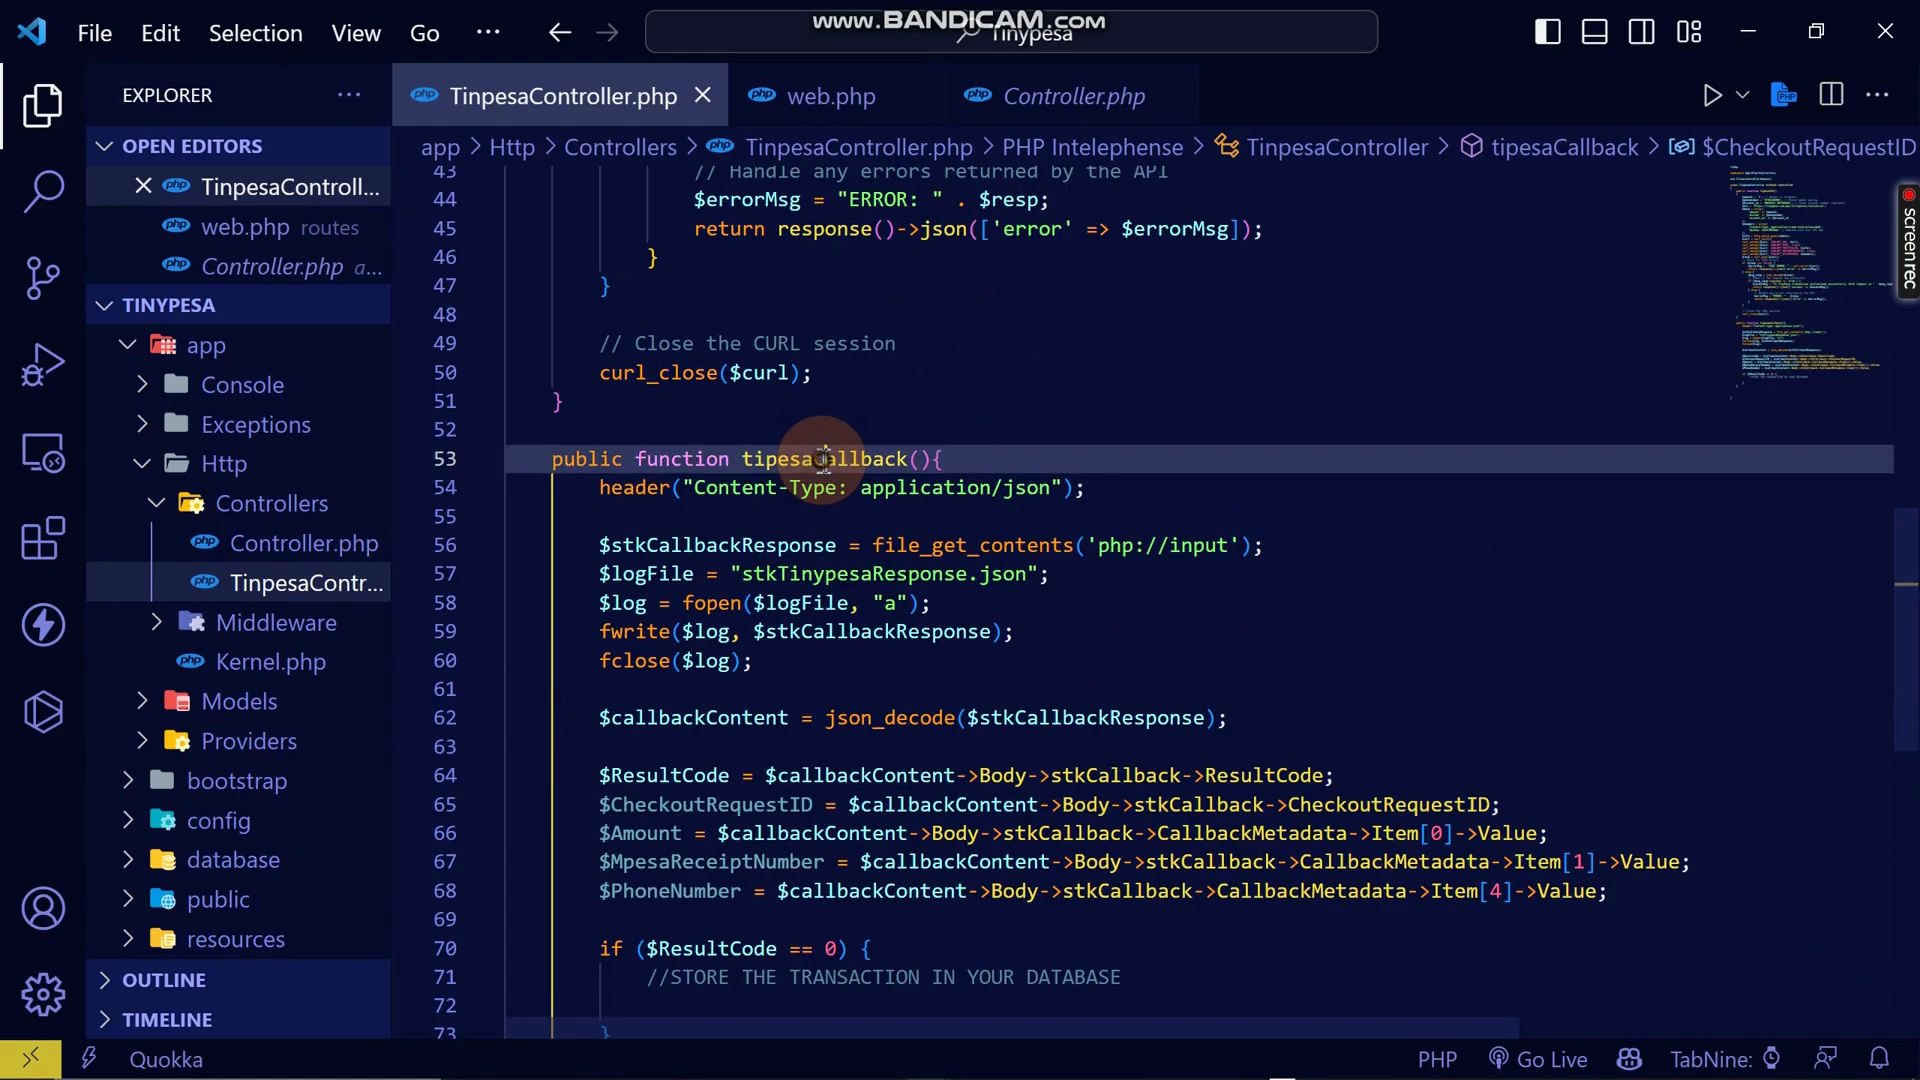 www.BANDICAM.com
File Edit Selection View Go ... Tinypesa
EXPLORER ...
TinpesaController.php
web.php
Controller.php
OPEN EDITORS
TinpesaControll...
web.php routes
Controller.php a...
TINYPESA
app
Console
Exceptions
Http
Controllers
Controller.php
TinpesaContr...
Middleware
Kernel.php
Models
Providers
bootstrap
config
database
public
resources
OUTLINE
TIMELINE
app > Http > Controllers > TinpesaController.php > PHP Intelephense > TinpesaController > tipesaCallback > $CheckoutRequestID
43 // Handle any errors returned by the API
44 $errorMsg = "ERROR: " . $resp;
45 return response()->json(['error' => $errorMsg]);
46 }
47 }
48
49 // Close the CURL session
50 curl_close($curl);
51 }
52
53 public function tipesaCallback(){
54 header("Content-Type: application/json");
55
56 $stkCallbackResponse = file_get_contents('php://input');
57 $logFile = "stkTinypesaResponse.json";
58 $log = fopen($logFile, "a");
59 fwrite($log, $stkCallbackResponse);
60 fclose($log);
61
62 $callbackContent = json_decode($stkCallbackResponse);
63
64 $ResultCode = $callbackContent->Body->stkCallback->ResultCode;
65 $CheckoutRequestID = $callbackContent->Body->stkCallback->CheckoutRequestID;
66 $Amount = $callbackContent->Body->stkCallback->CallbackMetadata->Item[0]->Value;
67 $MpesaReceiptNumber = $callbackContent->Body->stkCallback->CallbackMetadata->Item[1]->Value;
68 $PhoneNumber = $callbackContent->Body->stkCallback->CallbackMetadata->Item[4]->Value;
69
70 if ($ResultCode == 0) {
71 //STORE THE TRANSACTION IN YOUR DATABASE
72
73 }
screenrec
Quokka
PHP Go Live TabNine: